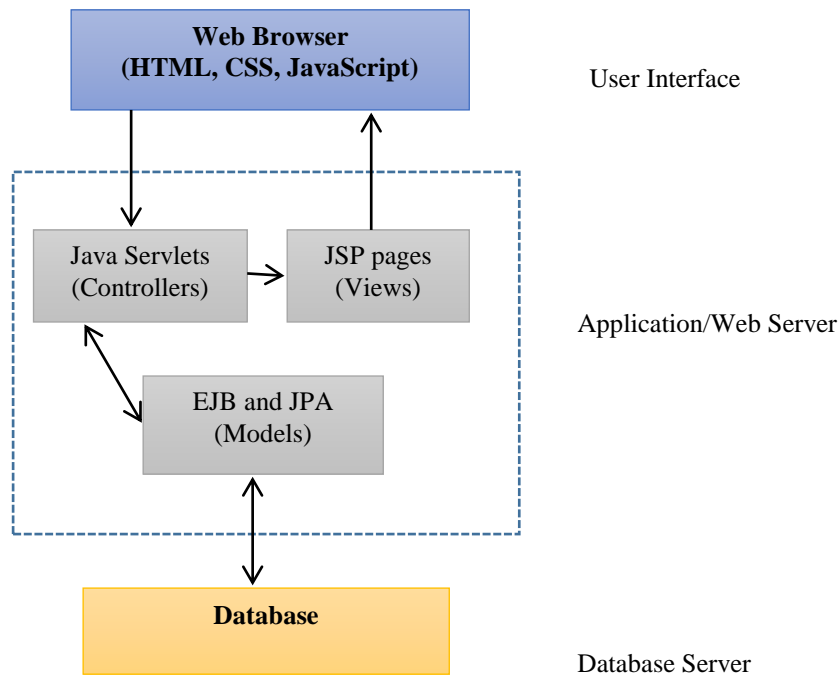 Web Browser
(HTML, CSS, JavaScript)
User Interface
Java Servlets
(Controllers)
JSP pages
(Views)
Application/Web Server
EJB and JPA
(Models)
Database
Database Server